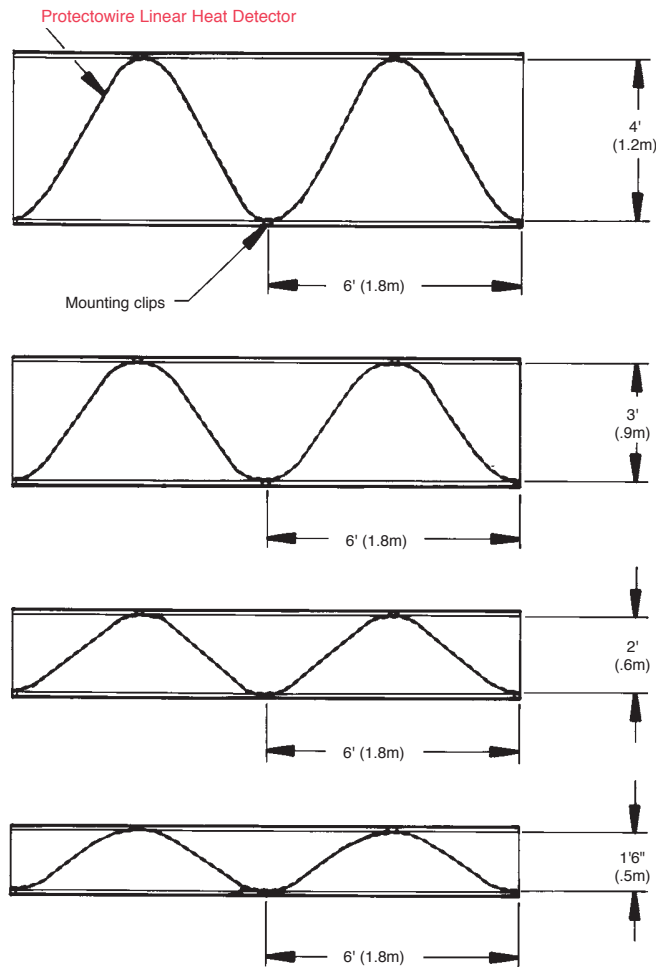 Protectowire Linear Heat Detector
4'
(1.2m)
6' (1.8m)
Mounting clips
3'
(.9m)
6' (1.8m)
2'
(.6m)
6' (1.8m)
1'6"
(.5m)
6' (1.8m)